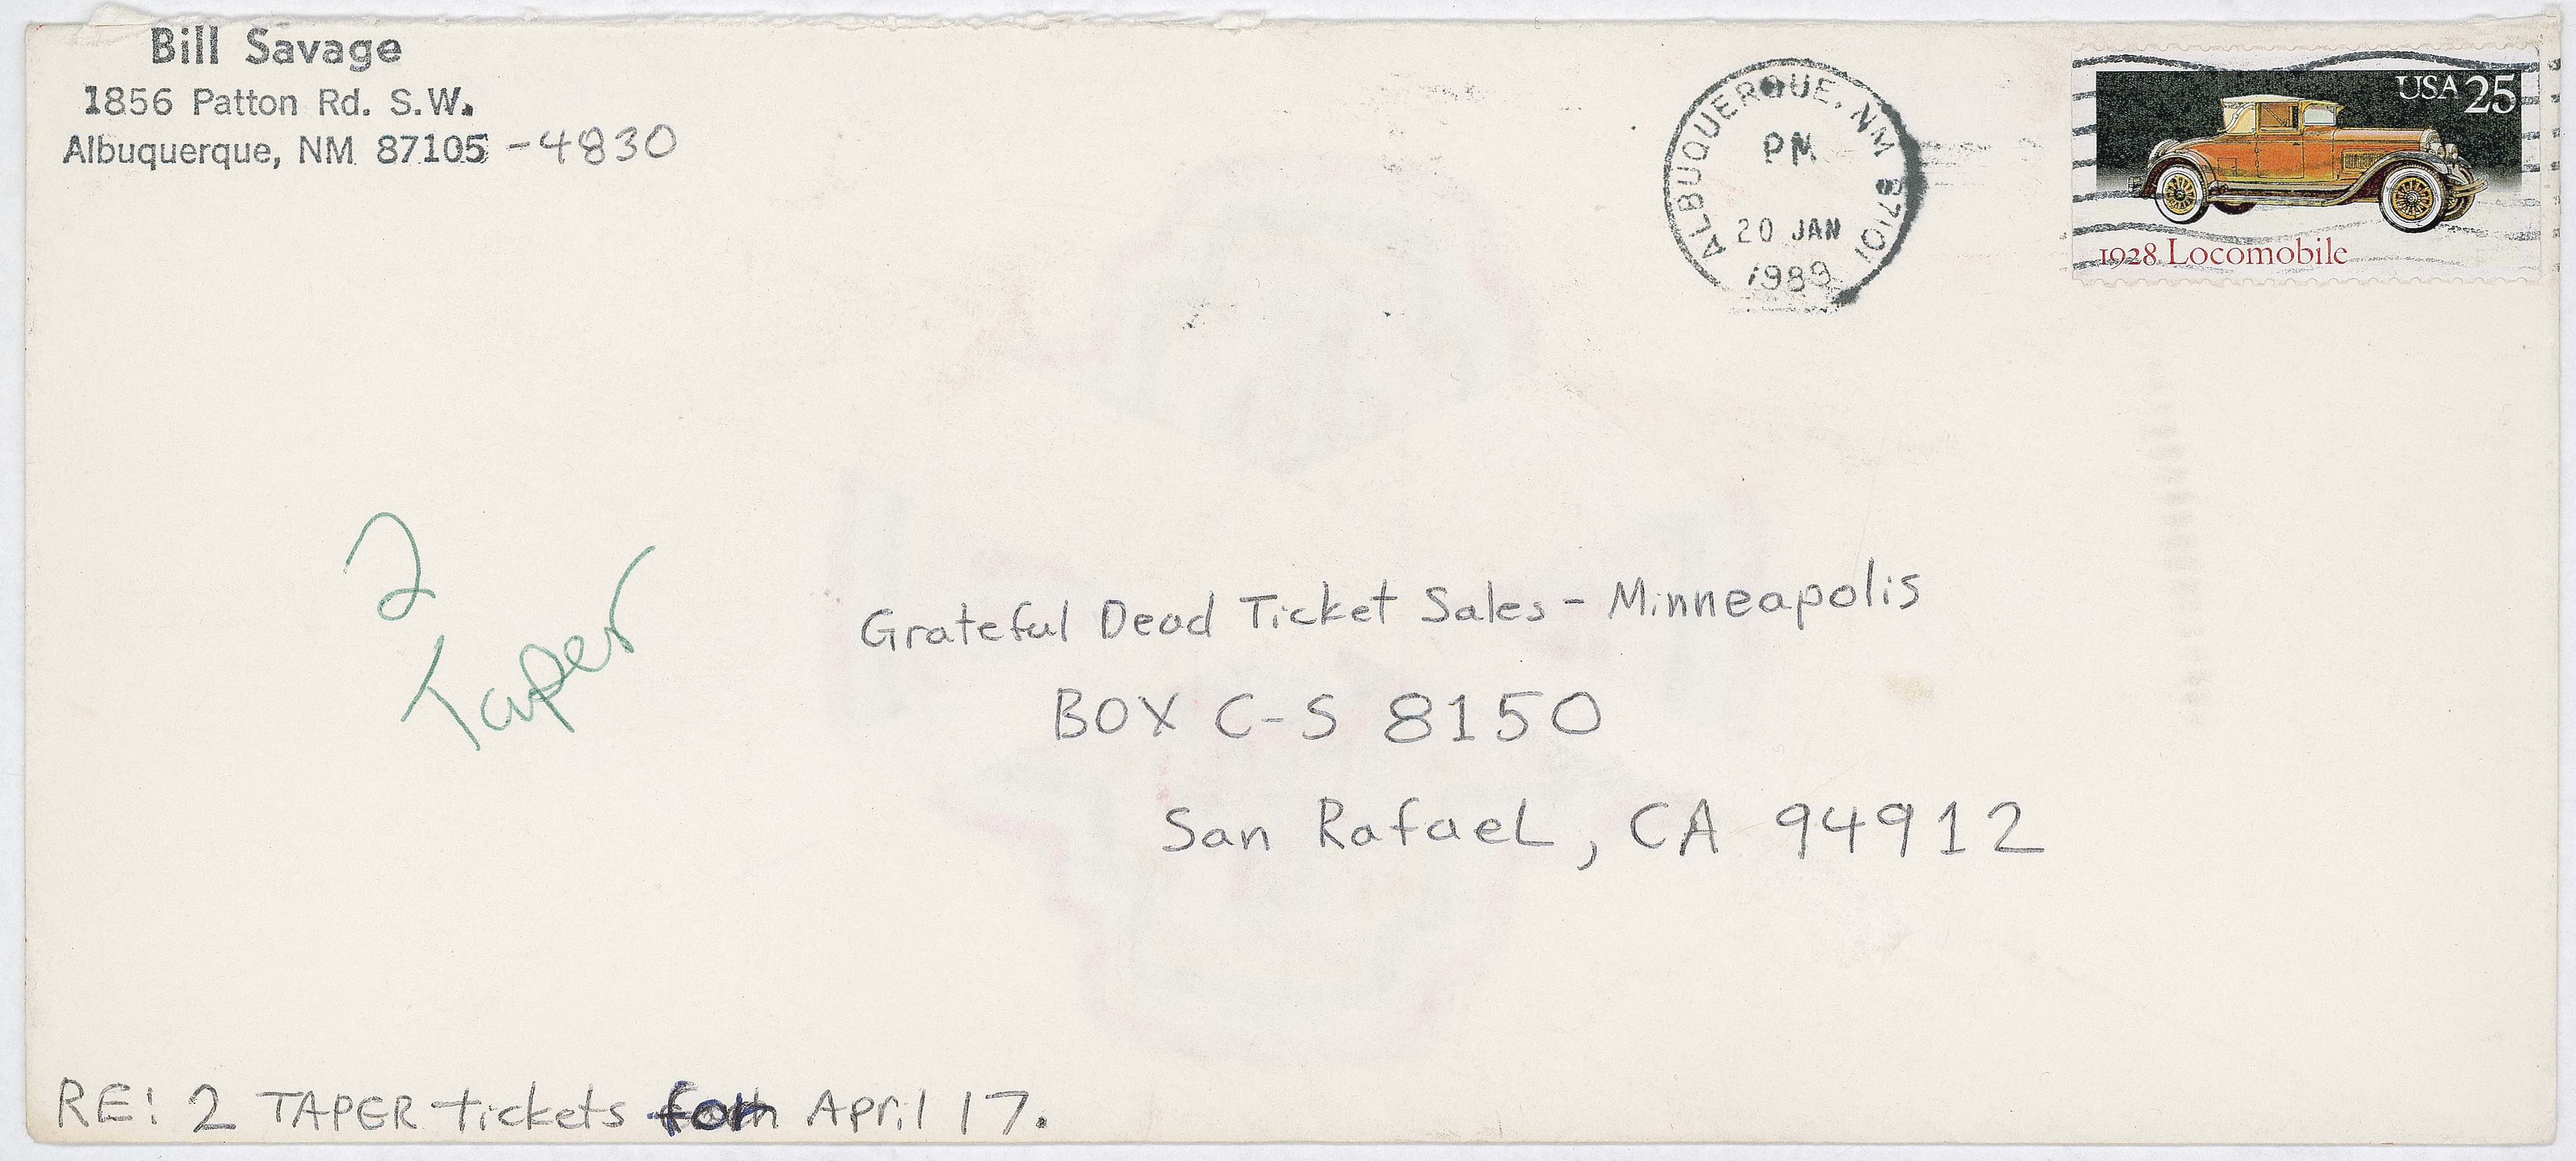 Bill Savage
1856 Patton Rd. S.W.
Albuquerque, NM 87105 -4830
ALBUQUERQUE, NM 87101
PM
20 JAN
1989
USA 25
1928 Locomobile
2
Taper
Grateful Dead Ticket Sales - Minneapolis
BOX C-S 8150
San Rafael, CA 94912
RE: 2 TAPER tickets for April 17.